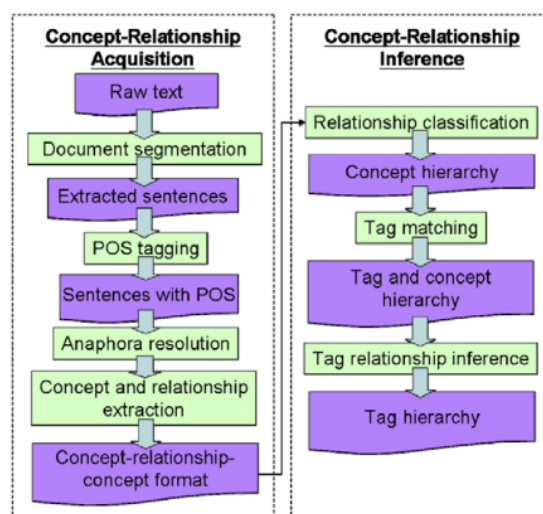 Concept-Relationship
Acquisition
Raw text
Document segmentation
Extracted sentences
POS tagging
Sentences with POS
Anaphora resolution
Concept and relationship
extraction
Concept-relationship-
concept format
Concept-Relationship
Inference
Relationship classification
Concept hierarchy
Tag matching
Tag and concept
hierarchy
Tag relationship inference
Tag hierarchy